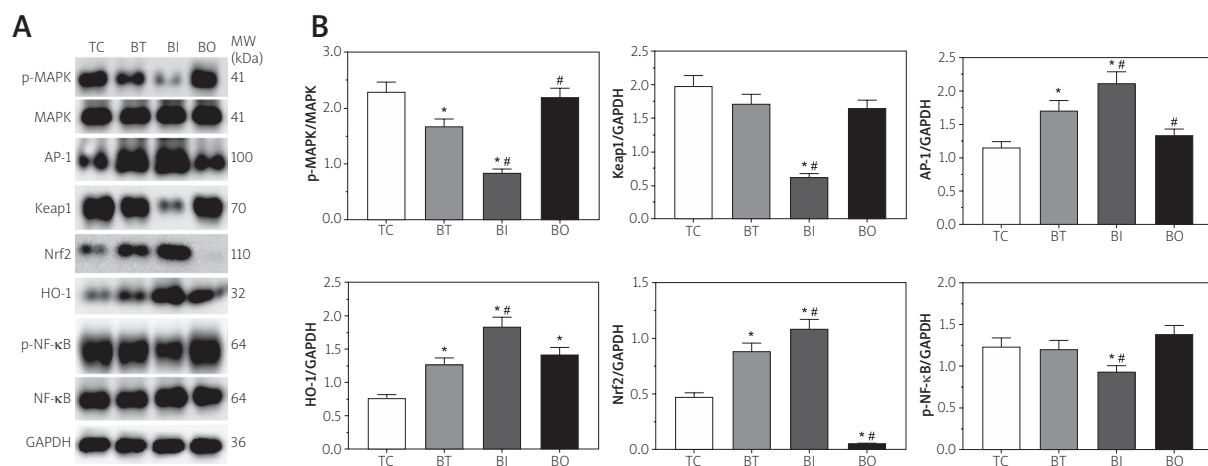 A
TC BT BI BO MW
(kDa)
p-MAPK 41
MAPK 41
AP-1 100
Keap1 70
Nrf2 110
HO-1 32
p-NF-κB 64
NF-κB 64
GAPDH 36
B
p-MAPK/MAPK
3.0
2.0
1.0
0.0
*
* #
#
TC BT BI BO
Keap1/GAPDH
2.5
2.0
1.5
1.0
0.5
0.0
* #
TC BT BI BO
AP-1/GAPDH
2.5
2.0
1.5
1.0
0.5
0.0
*
* #
#
TC BT BI BO
HO-1/GAPDH
2.5
2.0
1.5
1.0
0.5
0.0
*
* #
*
TC BT BI BO
Nrf2/GAPDH
1.5
1.0
0.5
0.0
*
* #
* #
TC BT BI BO
p-NF-κB/GAPDH
2.0
1.5
1.0
0.5
0.0
* #
TC BT BI BO